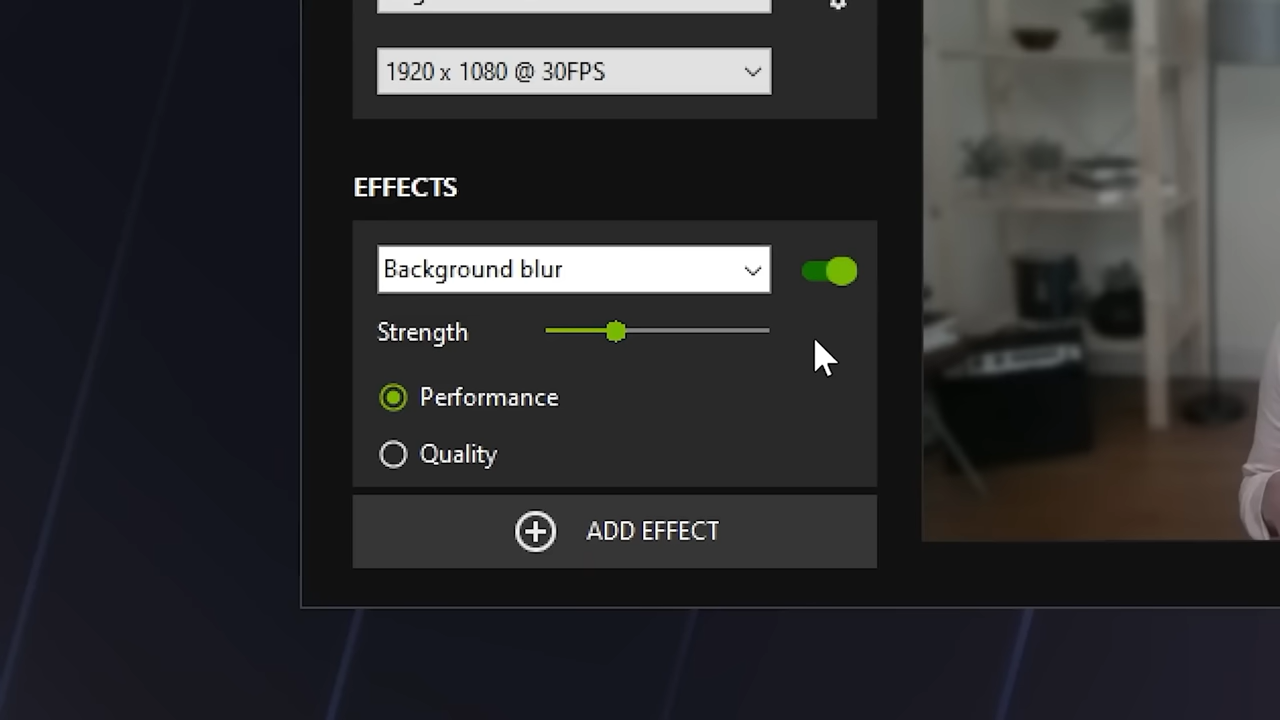 1920 x 1080 @ 30FPS
EFFECTS
Background blur
Strength
Performance
Quality
ADD EFFECT